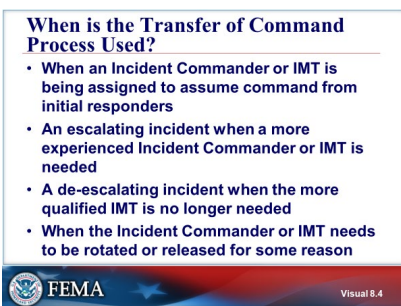 When is the Transfer of Command
Process Used?
• When an Incident Commander or IMT is
being assigned to assume command from
initial responders
• An escalating incident when a more
experienced Incident Commander or IMT is
needed
• A de-escalating incident when the more
qualified IMT is no longer needed
• When the Incident Commander or IMT needs
to be rotated or released for some reason
FEMA
Visual 8.4